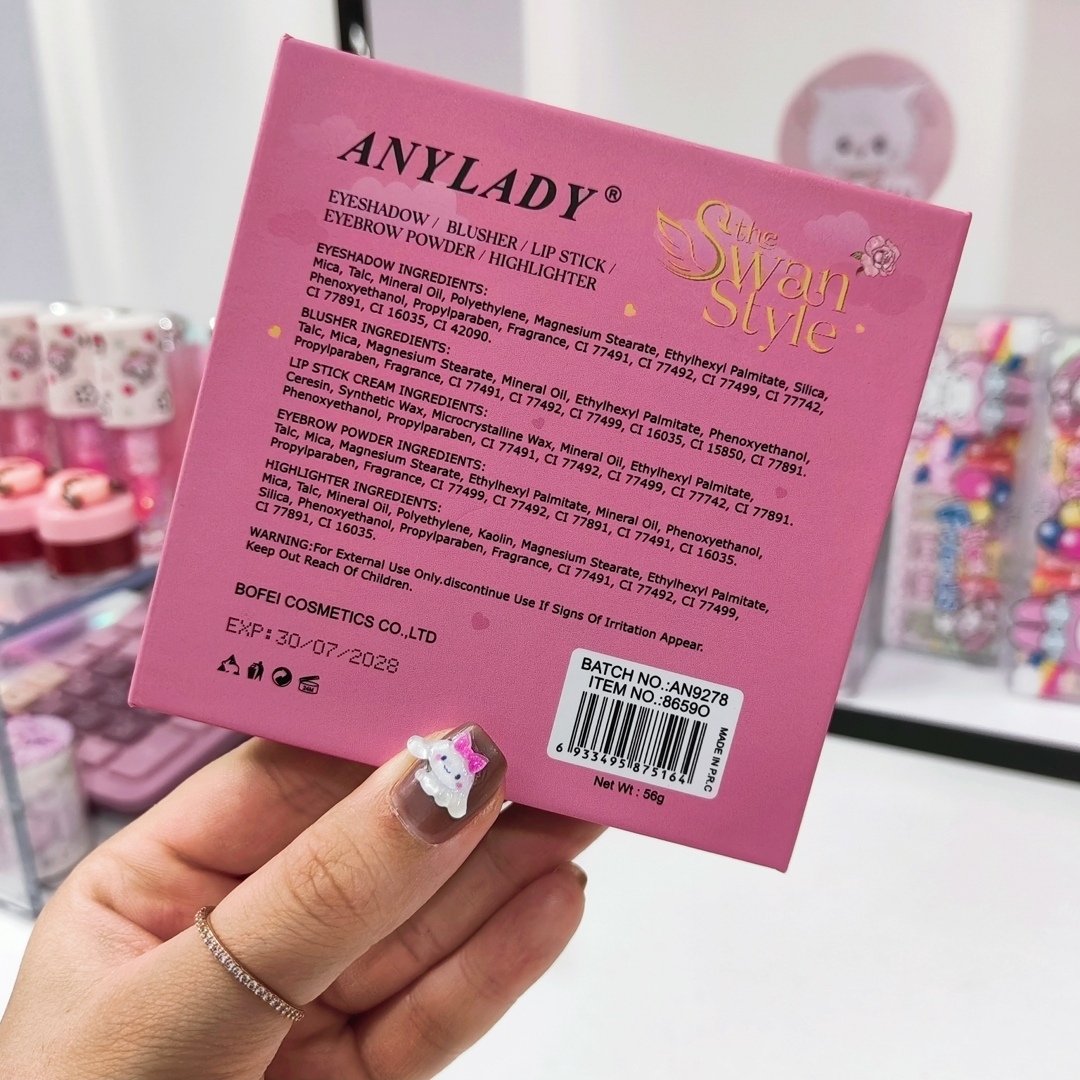 ANYLADY®
EYESHADOW / BLUSHER / LIP STICK /
EYEBROW POWDER / HIGHLIGHTER
the
Swan
Style
EYESHADOW INGREDIENTS:
Mica, Talc, Mineral Oil, Polyethylene, Magnesium Stearate, Ethylhexyl Palmitate, Silica,
Phenoxyethanol, Propylparaben, Fragrance, CI 77491, CI 77492, CI 77499, CI 77742,
CI 77891, CI 16035, CI 42090.
BLUSHER INGREDIENTS:
Talc, Mica, Magnesium Stearate, Mineral Oil, Ethylhexyl Palmitate, Phenoxyethanol,
Propylparaben, Fragrance, CI 77491, CI 77492, CI 77499, CI 16035, CI 15850, CI 77891.
LIP STICK CREAM INGREDIENTS:
Ceresin, Synthetic Wax, Microcrystalline Wax, Mineral Oil, Ethylhexyl Palmitate,
Phenoxyethanol, Propylparaben, CI 77491, CI 77492, CI 77499, CI 77742, CI 77891.
EYEBROW POWDER INGREDIENTS:
Talc, Mica, Magnesium Stearate, Ethylhexyl Palmitate, Mineral Oil, Phenoxyethanol,
Propylparaben, Fragrance, CI 77499, CI 77492, CI 77891, CI 77491, CI 16035.
HIGHLIGHTER INGREDIENTS:
Mica, Talc, Mineral Oil, Polyethylene, Kaolin, Magnesium Stearate, Ethylhexyl Palmitate,
Silica, Phenoxyethanol, Propylparaben, Fragrance, CI 77491, CI 77492, CI 77499,
CI 77891, CI 16035.
WARNING:For External Use Only.discontinue Use If Signs Of Irritation Appear.
Keep Out Reach Of Children.
BOFEI COSMETICS CO.,LTD
EXP:30/07/2028
24M
BATCH NO.:AN9278
ITEM NO.:8659O
6 933495 875164
MADE IN P.R.C
Net Wt : 56g